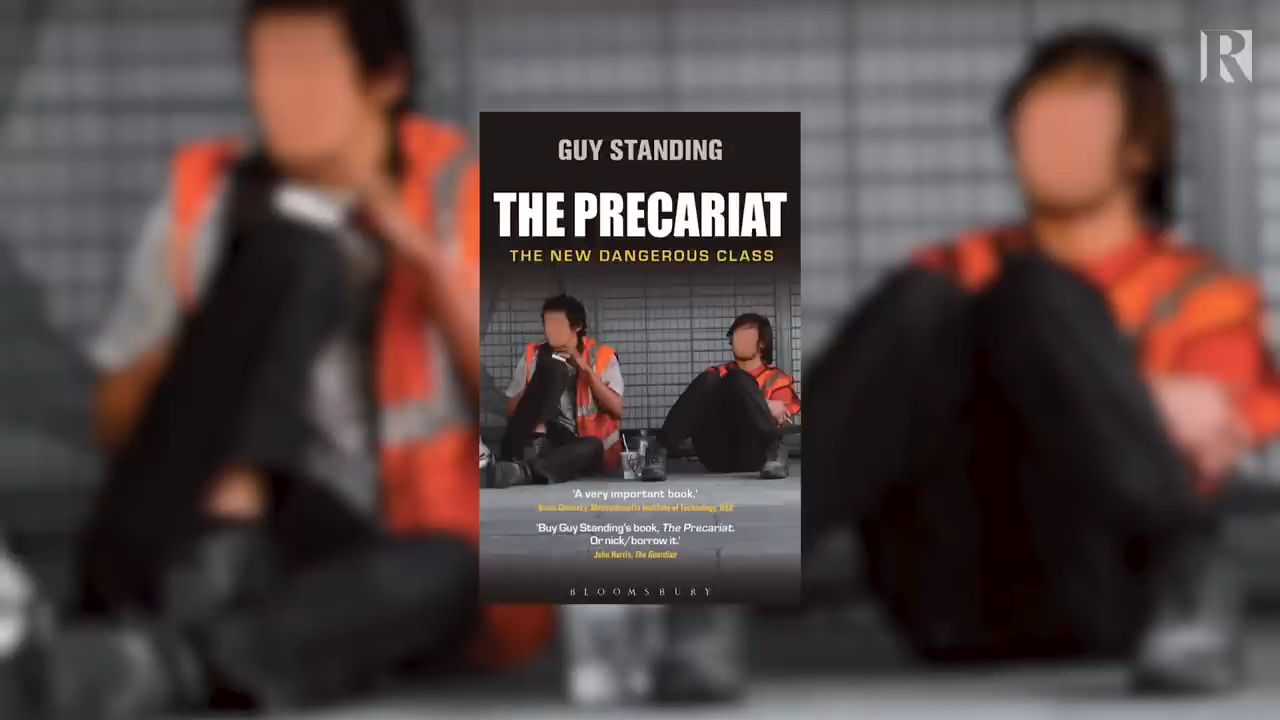 R
GUY STANDING
THE PRECARIAT
THE NEW DANGEROUS CLASS
'A very important book.'
Noam Chomsky, Massachusetts Institute of Technology, USA
'Buy Guy Standing's book, The Precariat.
Or nick/borrow it.'
John Harris, The Guardian
BLOOMSBURY